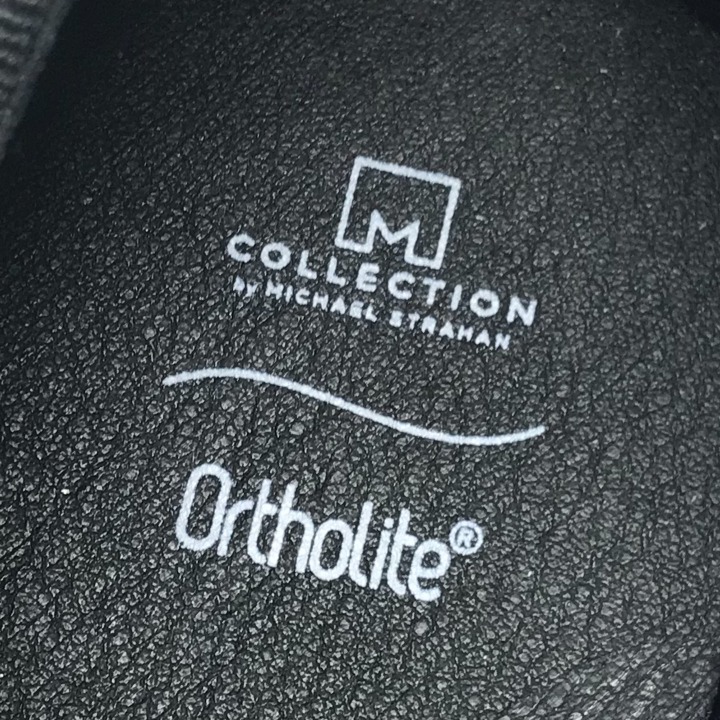 M
COLLECTION
by MICHAEL STRAHAN
Ortholite®